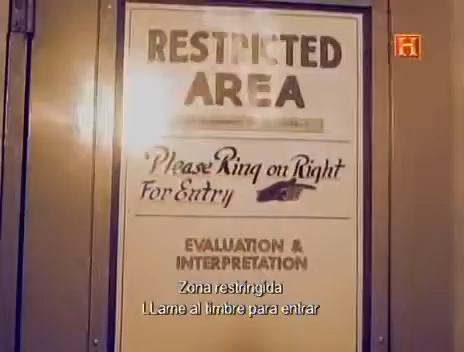 RESTRICTED
AREA
Please Ring on Right
For Entry
EVALUATION &
INTERPRETATION
Zona restringida
LLame al timbre para entrar
H